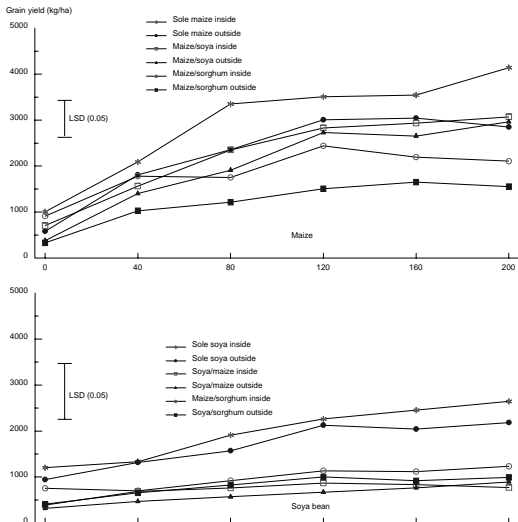 Grain yield (kg/ha)
5000
4000
3000
2000
1000
0
Sole maize inside
Sole maize outside
Maize/soya inside
Maize/soya outside
Maize/sorghum inside
Maize/sorghum outside
LSD (0.05)
Maize
0 40 80 120 160 200
5000
4000
3000
2000
1000
0
Sole soya inside
Sole soya outside
Soya/maize inside
Soya/maize outside
Maize/sorghum inside
Soya/sorghum outside
LSD (0.05)
Soya bean